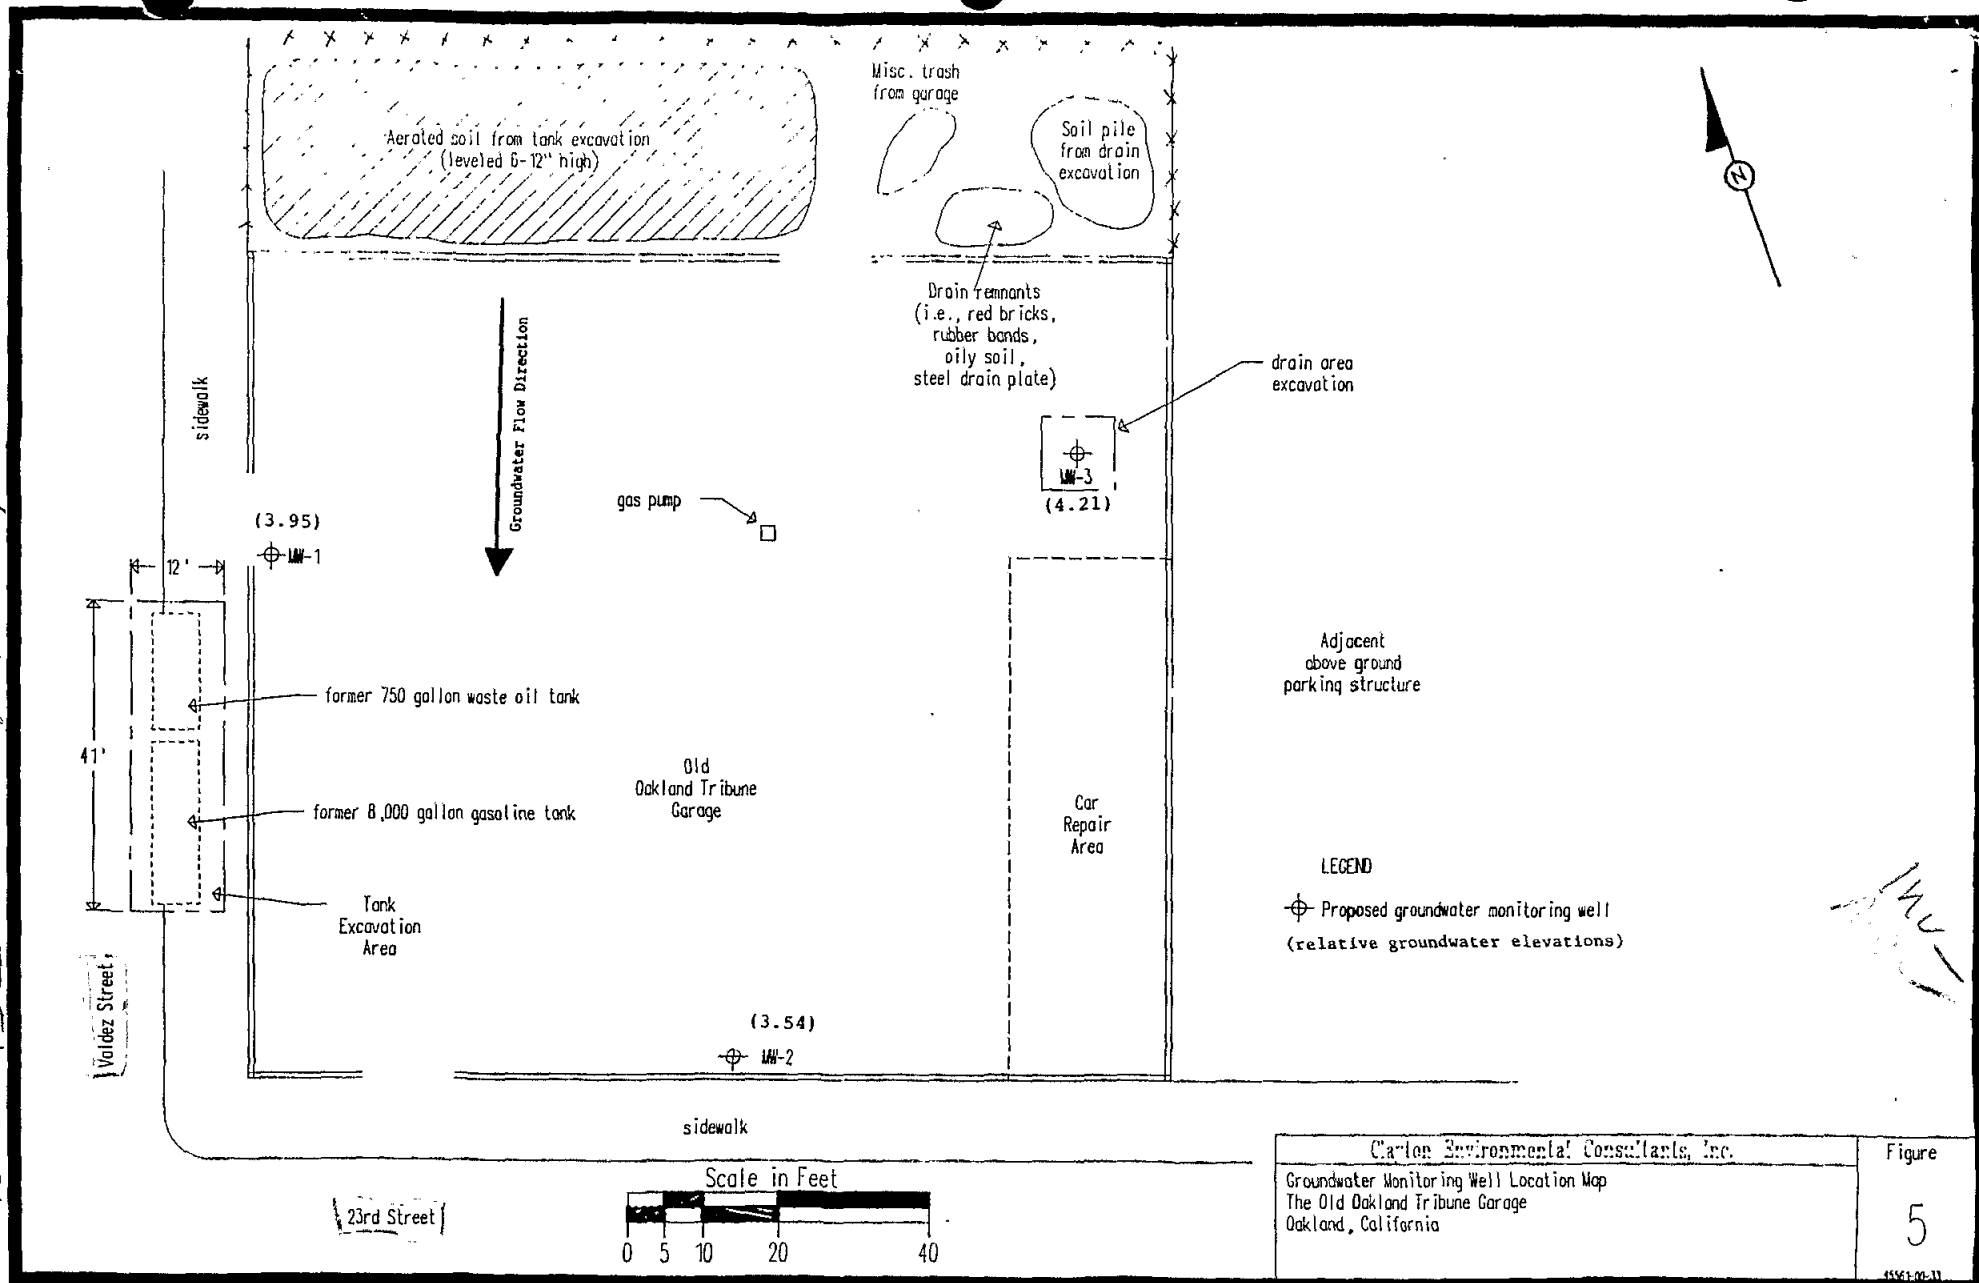 Misc. trash
from garage
Aerated soil from tank excavation
(leveled 6-12" high)
Soil pile
from drain
excavation
N
Drain remnants
(i.e., red bricks,
rubber bands,
oily soil,
steel drain plate)
Groundwater Flow Direction
sidewalk
drain area
excavation
MW-3
(4.21)
gas pump
(3.95)
MW-1
12'
41'
former 750 gallon waste oil tank
former 8,000 gallon gasoline tank
Tank
Excavation
Area
Old
Oakland Tribune
Garage
Car
Repair
Area
Adjacent
above ground
parking structure
LEGEND
Proposed groundwater monitoring well
(relative groundwater elevations)
Valdez Street
(3.54)
MW-2
sidewalk
23rd Street
Scale in Feet
0 5 10 20 40
Environmental Consultants, Inc.
Groundwater Monitoring Well Location Map
The Old Oakland Tribune Garage
Oakland, California
Figure
5